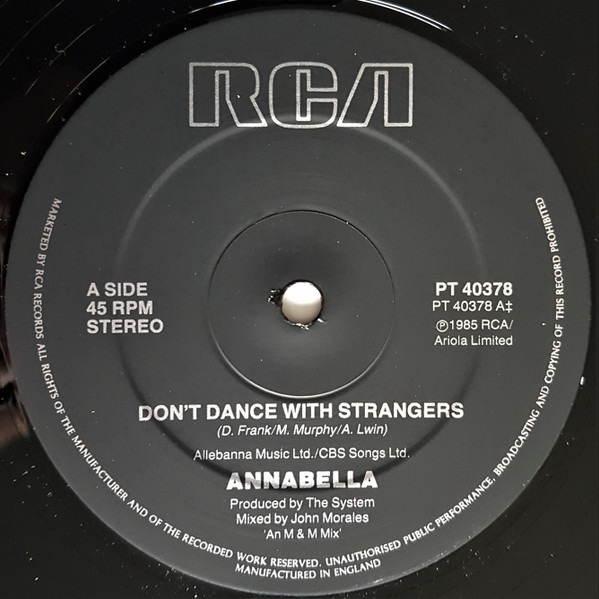 RCA
A SIDE
45 RPM
STEREO
PT 40378
PT 40378 A‡
℗1985 RCA/
Ariola Limited
DON'T DANCE WITH STRANGERS
(D. Frank/M. Murphy/A. Lwin)
Allebanna Music Ltd./CBS Songs Ltd.
ANNABELLA
Produced by The System
Mixed by John Morales
'An M & M Mix'
MARKETED BY RCA RECORDS ALL RIGHTS OF THE MANUFACTURER AND OF THE RECORDED WORK RESERVED. UNAUTHORISED PUBLIC PERFORMANCE, BROADCASTING AND COPYING OF THIS RECORD PROHIBITED
MANUFACTURED IN ENGLAND